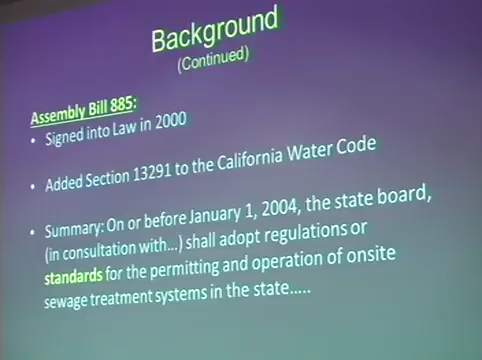 Background
(Continued)
Assembly Bill 885:
• Signed into Law in 2000
• Added Section 13291 to the California Water Code
• Summary: On or before January 1, 2004, the state board,
(in consultation with...) shall adopt regulations or
standards for the permitting and operation of onsite
sewage treatment systems in the state.....